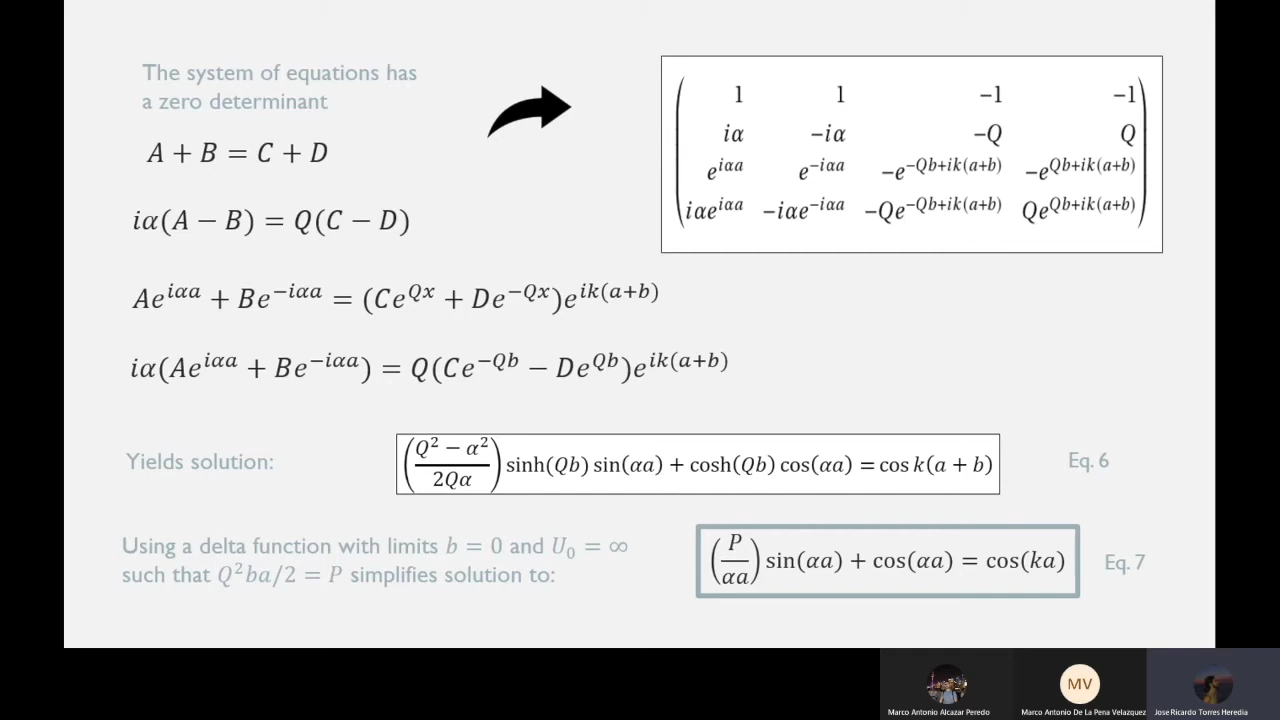 The system of equations has
a zero determinant
A + B = C + D
iα(A − B) = Q(C − D)
Ae^{iαa} + Be^{−iαa} = (Ce^{Qx} + De^{−Qx})e^{ik(a+b)}
iα(Ae^{iαa} + Be^{−iαa}) = Q(Ce^{−Qb} − De^{Qb})e^{ik(a+b)}
1 1 −1 −1
iα −iα −Q Q
e^{iαa} e^{−iαa} −e^{−Qb+ik(a+b)} −e^{Qb+ik(a+b)}
iαe^{iαa} −iαe^{−iαa} −Qe^{−Qb+ik(a+b)} Qe^{Qb+ik(a+b)}
Yields solution:
((Q² − α²)/(2Qα)) sinh(Qb) sin(αa) + cosh(Qb) cos(αa) = cos k(a + b)
Eq. 6
Using a delta function with limits b = 0 and U₀ = ∞
such that Q²ba/2 = P simplifies solution to:
(P/(αa)) sin(αa) + cos(αa) = cos(ka)
Eq. 7
MV
Marco Antonio Alcazar Peredo
Marco Antonio De La Pena Velazquez
Jose Ricardo Torres Heredia